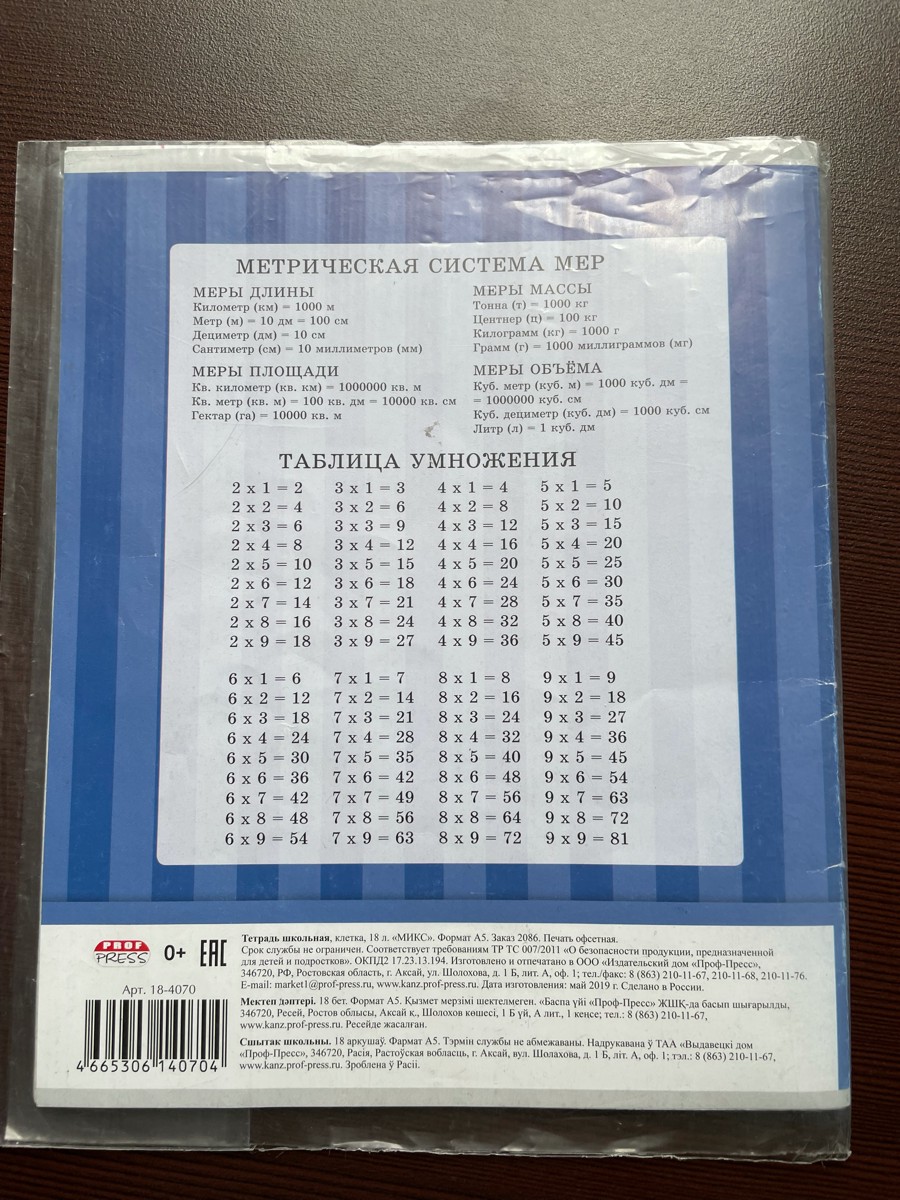 МЕТРИЧЕСКАЯ СИСТЕМА МЕР
МЕРЫ ДЛИНЫ
Километр (км) = 1000 м
Метр (м) = 10 дм = 100 см
Дециметр (дм) = 10 см
Сантиметр (см) = 10 миллиметров (мм)
МЕРЫ ПЛОЩАДИ
Кв. километр (кв. км) = 1000000 кв. м
Кв. метр (кв. м) = 100 кв. дм = 10000 кв. см
Гектар (га) = 10000 кв. м
МЕРЫ МАССЫ
Тонна (т) = 1000 кг
Центнер (ц) = 100 кг
Килограмм (кг) = 1000 г
Грамм (г) = 1000 миллиграммов (мг)
МЕРЫ ОБЪЁМА
Куб. метр (куб. м) = 1000 куб. дм =
= 1000000 куб. см
Куб. дециметр (куб. дм) = 1000 куб. см
Литр (л) = 1 куб. дм
ТАБЛИЦА УМНОЖЕНИЯ
2 x 1 = 2 3 x 1 = 3 4 x 1 = 4 5 x 1 = 5
2 x 2 = 4 3 x 2 = 6 4 x 2 = 8 5 x 2 = 10
2 x 3 = 6 3 x 3 = 9 4 x 3 = 12 5 x 3 = 15
2 x 4 = 8 3 x 4 = 12 4 x 4 = 16 5 x 4 = 20
2 x 5 = 10 3 x 5 = 15 4 x 5 = 20 5 x 5 = 25
2 x 6 = 12 3 x 6 = 18 4 x 6 = 24 5 x 6 = 30
2 x 7 = 14 3 x 7 = 21 4 x 7 = 28 5 x 7 = 35
2 x 8 = 16 3 x 8 = 24 4 x 8 = 32 5 x 8 = 40
2 x 9 = 18 3 x 9 = 27 4 x 9 = 36 5 x 9 = 45
6 x 1 = 6 7 x 1 = 7 8 x 1 = 8 9 x 1 = 9
6 x 2 = 12 7 x 2 = 14 8 x 2 = 16 9 x 2 = 18
6 x 3 = 18 7 x 3 = 21 8 x 3 = 24 9 x 3 = 27
6 x 4 = 24 7 x 4 = 28 8 x 4 = 32 9 x 4 = 36
6 x 5 = 30 7 x 5 = 35 8 x 5 = 40 9 x 5 = 45
6 x 6 = 36 7 x 6 = 42 8 x 6 = 48 9 x 6 = 54
6 x 7 = 42 7 x 7 = 49 8 x 7 = 56 9 x 7 = 63
6 x 8 = 48 7 x 8 = 56 8 x 8 = 64 9 x 8 = 72
6 x 9 = 54 7 x 9 = 63 8 x 9 = 72 9 x 9 = 81
PROF
PRESS
0+
EAC
Арт. 18-4070
4 665306 140704
Тетрадь школьная, клетка, 18 л. «МИКС». Формат А5. Заказ 2086. Печать офсетная.
Срок службы не ограничен. Соответствует требованиям ТР ТС 007/2011 «О безопасности продукции, предназначенной
для детей и подростков». ОКПД2 17.23.13.194. Изготовлено и отпечатано в ООО «Издательский дом «Проф-Пресс»,
346720, РФ, Ростовская область, г. Аксай, ул. Шолохова, д. 1 Б, лит. А, оф. 1; тел./факс: 8 (863) 210-11-67, 210-11-68, 210-11-76.
E-mail: market1@prof-press.ru, www.kanz.prof-press.ru. Дата изготовления: май 2019 г. Сделано в России.
Мектеп дәптері. 18 бет. Формат А5. Қызмет мерзімі шектелмеген. «Баспа үйі «Проф-Пресс» ЖШҚ-да басып шығарылды,
346720, Ресей, Ростов облысы, Аксай к., Шолохов көшесі, 1 Б үй, А лит., 1 кеңсе; тел.: 8 (863) 210-11-67,
www.kanz.prof-press.ru. Ресейде жасалған.
Сшытак школьны. 18 аркушаў. Фармат А5. Тэрмін службы не абмежаваны. Надрукавана ў ТАА «Выдавецкі дом
«Проф-Пресс», 346720, Расія, Растоўская вобласць, г. Аксай, вул. Шолахава, д. 1 Б, літ. А, оф. 1; тэл.: 8 (863) 210-11-67,
www.kanz.prof-press.ru. Зроблена ў Расіі.